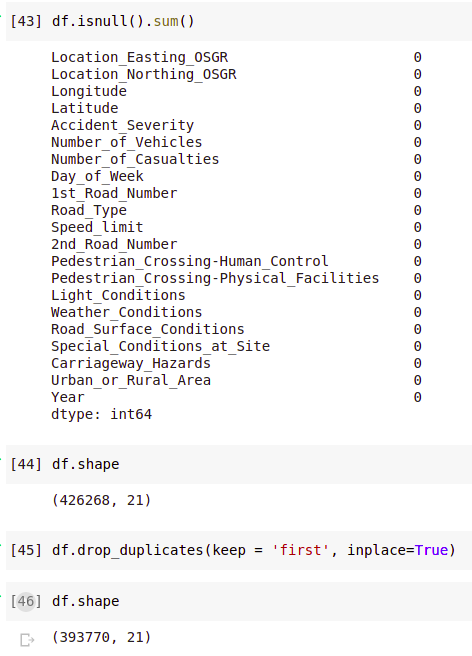 [43] df.isnull().sum()
Location_Easting_OSGR 0
Location_Northing_OSGR 0
Longitude 0
Latitude 0
Accident_Severity 0
Number_of_Vehicles 0
Number_of_Casualties 0
Day_of_Week 0
1st_Road_Number 0
Road_Type 0
Speed_limit 0
2nd_Road_Number 0
Pedestrian_Crossing-Human_Control 0
Pedestrian_Crossing-Physical_Facilities 0
Light_Conditions 0
Weather_Conditions 0
Road_Surface_Conditions 0
Special_Conditions_at_Site 0
Carriageway_Hazards 0
Urban_or_Rural_Area 0
Year 0
dtype: int64
[44] df.shape
(426268, 21)
[45] df.drop_duplicates(keep = 'first', inplace=True)
[46] df.shape
(393770, 21)